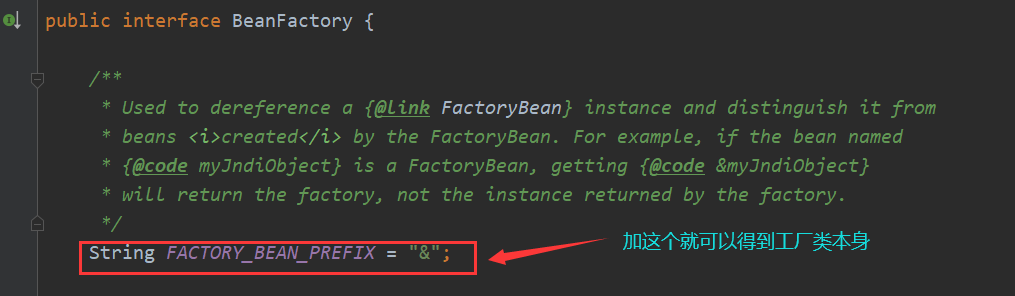 public interface BeanFactory {
/**
* Used to dereference a {@link FactoryBean} instance and distinguish it from
* beans <i>created</i> by the FactoryBean. For example, if the bean named
* {@code myJndiObject} is a FactoryBean, getting {@code &myJndiObject}
* will return the factory, not the instance returned by the factory.
*/
String FACTORY_BEAN_PREFIX = "&";
加这个就可以得到工厂类本身